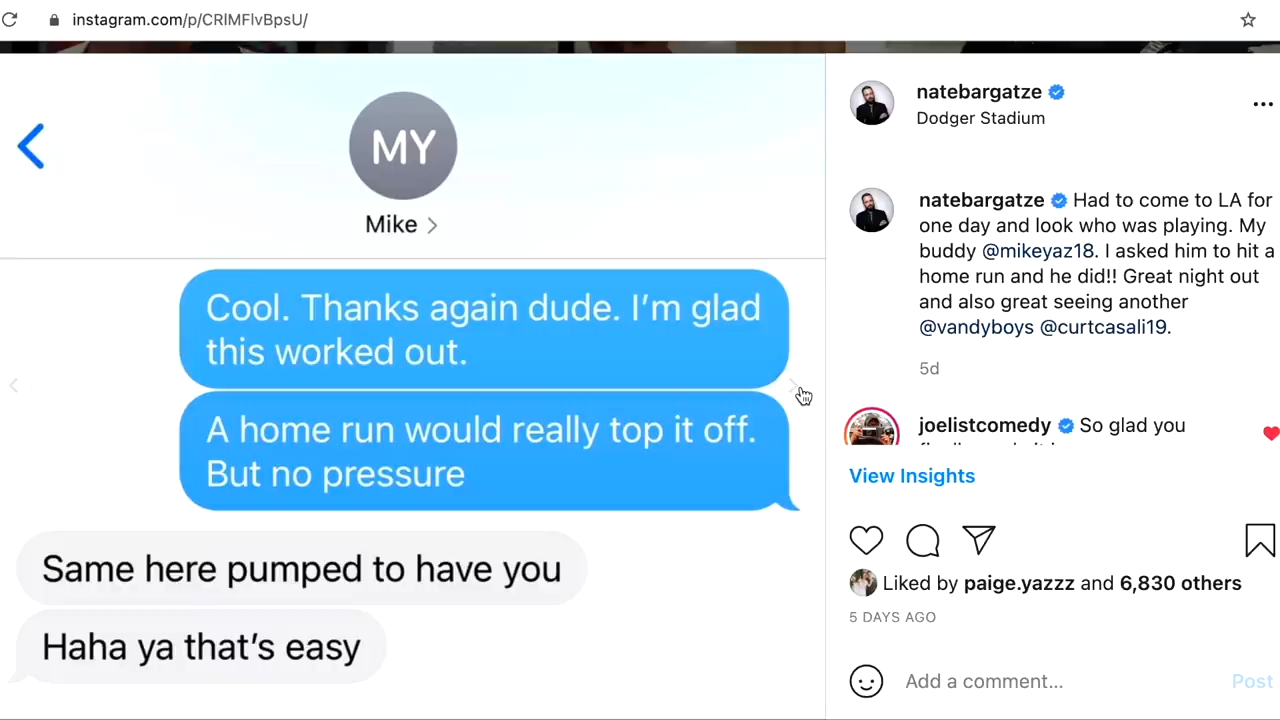 instagram.com/p/CRlMFlvBpsU/
MY
Mike
Cool. Thanks again dude. I’m glad
this worked out.
A home run would really top it off.
But no pressure
Same here pumped to have you
Haha ya that’s easy
natebargatze
Dodger Stadium
natebargatze Had to come to LA for
one day and look who was playing. My
buddy @mikeyaz18. I asked him to hit a
home run and he did!! Great night out
and also great seeing another
@vandyboys @curtcasali19.
5d
joelistcomedy So glad you
View Insights
Liked by paige.yazzz and 6,830 others
5 DAYS AGO
Add a comment...
Post